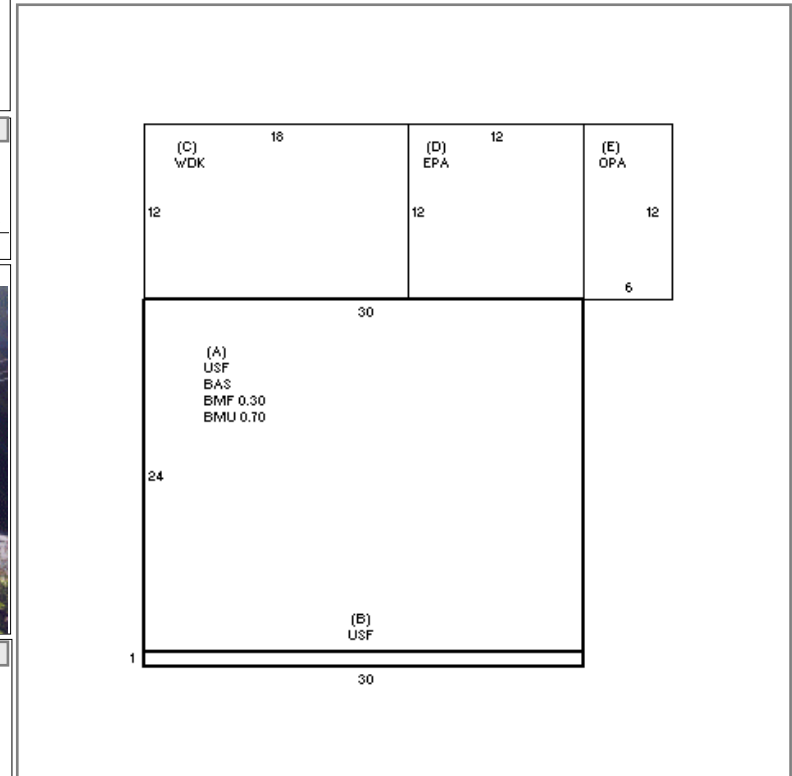 18
12
(C)
WDK
(D)
EPA
(E)
OPA
12
12
12
6
30
(A)
USF
BAS
BMF 0.30
BMU 0.70
24
(B)
USF
1
30